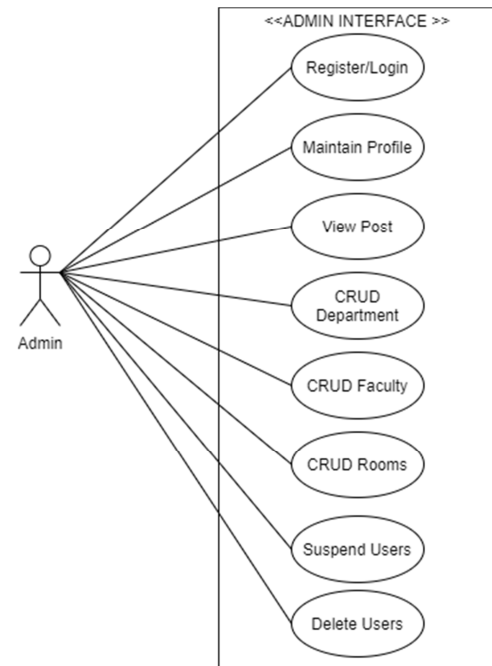 <<ADMIN INTERFACE >>
Register/Login
Maintain Profile
View Post
CRUD
Department
Admin
CRUD Faculty
CRUD Rooms
Suspend Users
Delete Users